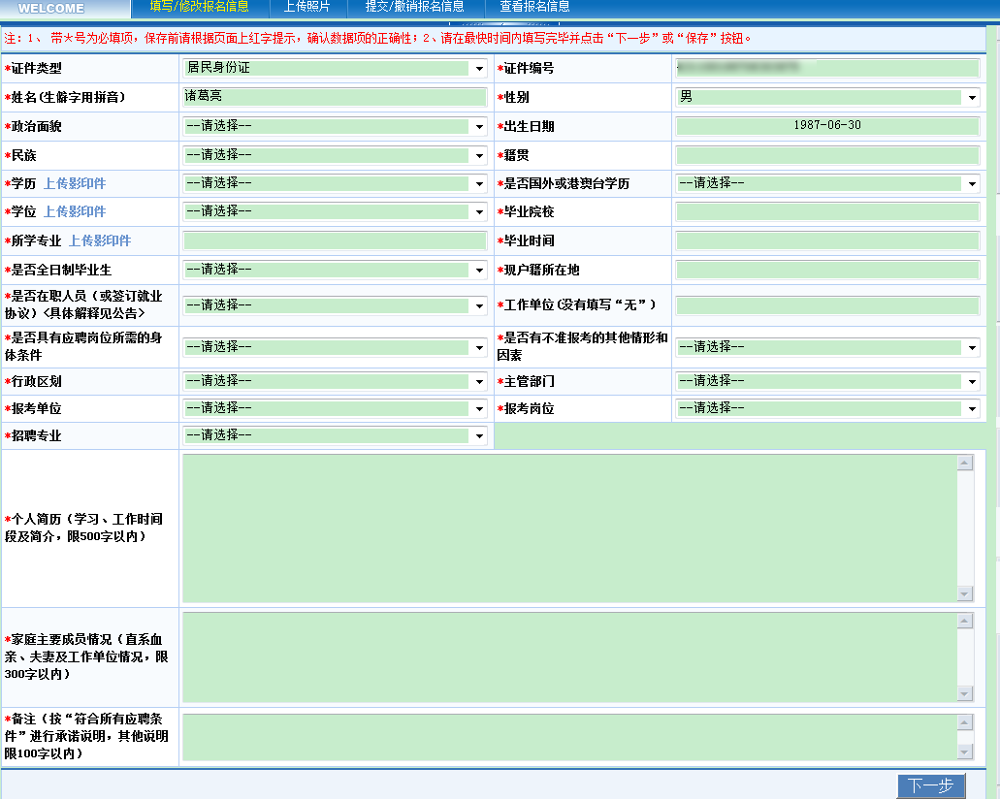 WELCOME 填写/修改报名信息 上传照片 提交/撤销报名信息 查看报名信息
注：1、 带*号为必填项，保存前请根据页面上红字提示，确认数据项的正确性；2、请在最快时间内填写完毕并点击“下一步”或“保存”按钮。
*证件类型 居民身份证 *证件编号
*姓名(生僻字用拼音) 诸葛亮 *性别 男
*政治面貌 --请选择-- *出生日期 1987-06-30
*民族 --请选择-- *籍贯
*学历 上传影印件 --请选择-- *是否国外或港澳台学历 --请选择--
*学位 上传影印件 --请选择-- *毕业院校
*所学专业 上传影印件 *毕业时间
*是否全日制毕业生 --请选择-- *现户籍所在地
*是否在职人员（或签订就业
协议）<具体解释见公告> --请选择-- *工作单位(没有填写“无”)
*是否具有应聘岗位所需的身
体条件 --请选择-- *是否有不准报考的其他情形和
因素 --请选择--
*行政区划 --请选择-- *主管部门 --请选择--
*报考单位 --请选择-- *报考岗位 --请选择--
*招聘专业 --请选择--
*个人简历（学习、工作时间
段及简介，限500字以内）
*家庭主要成员情况（直系血
亲、夫妻及工作单位情况，限
300字以内）
*备注（按“符合所有应聘条
件”进行承诺说明，其他说明
限100字以内）
下一步